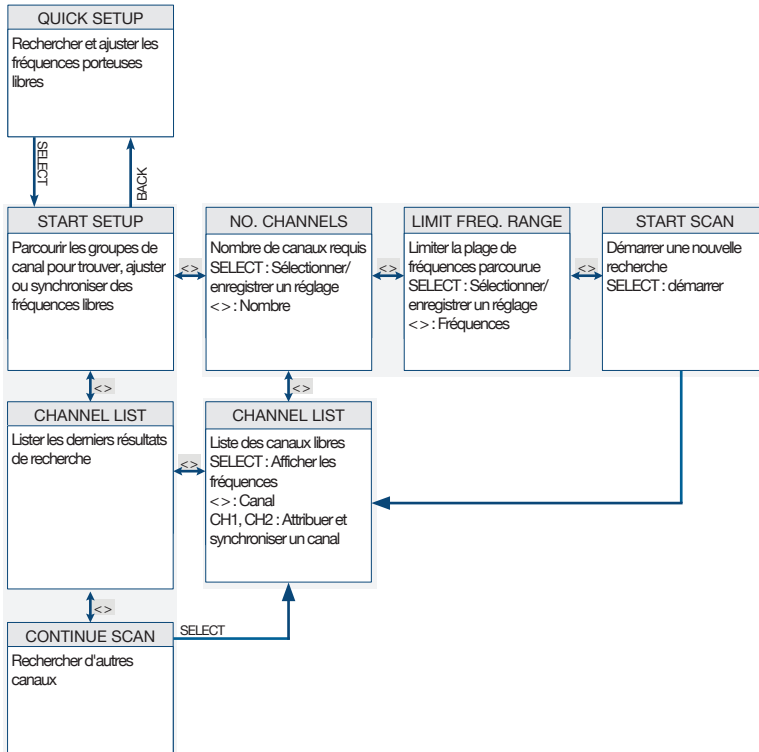 QUICK SETUP
Rechercher et ajuster les
fréquences porteuses
libres
SELECT
BACK
START SETUP
Parcourir les groupes de
canal pour trouver, ajuster
ou synchroniser des
fréquences libres
<>
NO. CHANNELS
Nombre de canaux requis
SELECT : Sélectionner/
enregistrer un réglage
<> : Nombre
<>
LIMIT FREQ. RANGE
Limiter la plage de
fréquences parcourue
SELECT : Sélectionner/
enregistrer un réglage
<> : Fréquences
<>
START SCAN
Démarrer une nouvelle
recherche
SELECT : démarrer
<>
<>
CHANNEL LIST
Lister les derniers résultats
de recherche
<>
CHANNEL LIST
Liste des canaux libres
SELECT : Afficher les
fréquences
<> : Canal
CH1, CH2 : Attribuer et
synchroniser un canal
<>
CONTINUE SCAN
Rechercher d'autres
canaux
SELECT